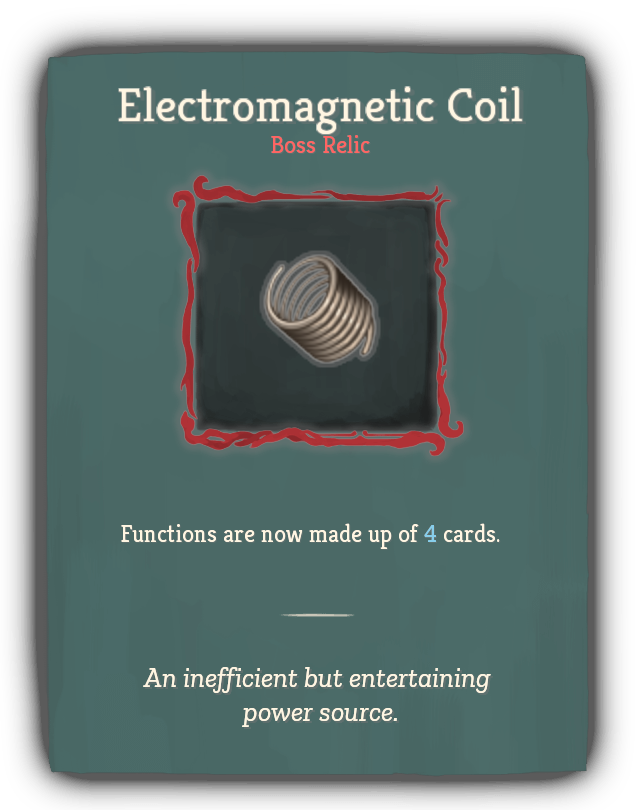 Electromagnetic Coil
Boss Relic
Functions are now made up of 4 cards.
An inefficient but entertaining
power source.